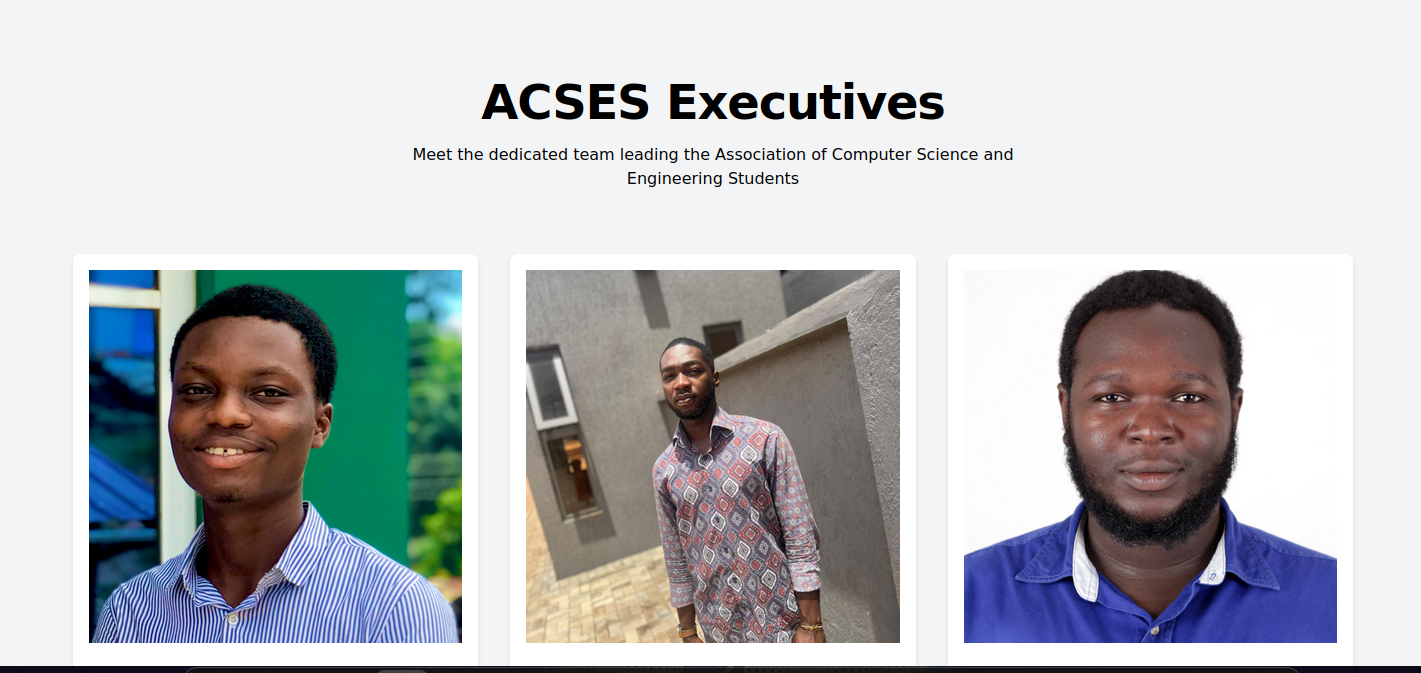 ACSES Executives
Meet the dedicated team leading the Association of Computer Science and
Engineering Students